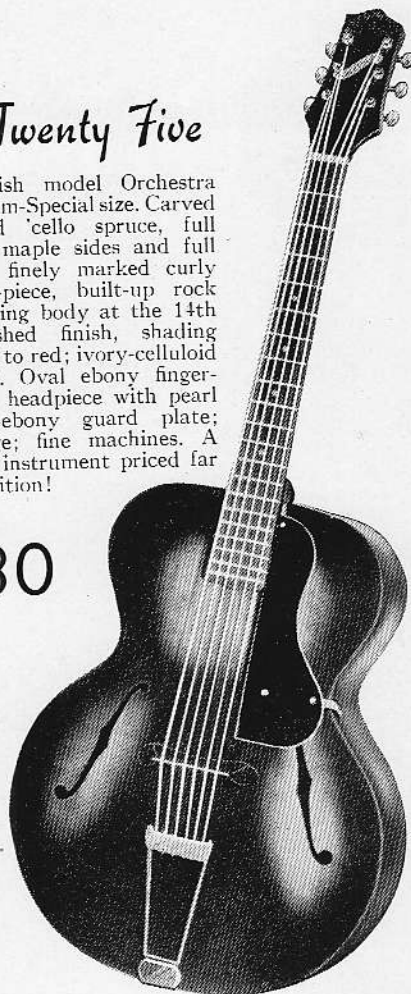 Twenty Five
ish model Orchestra
m-Special size. Carved
d 'cello spruce, full
maple sides and full
finely marked curly
-piece, built-up rock
ing body at the 14th
shed finish, shading
to red; ivory-celluloid
. Oval ebony finger-
headpiece with pearl
ebony guard plate;
e; fine machines. A
instrument priced far
ition!
30